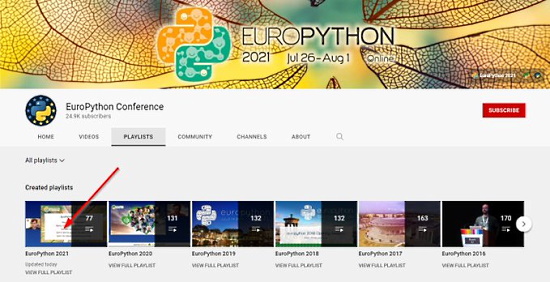 EUROPYTHON
2021 Jul 26-Aug 1 Online
EuroPython 2021
EuroPython Conference
24.9K subscribers
SUBSCRIBE
HOME VIDEOS PLAYLISTS COMMUNITY CHANNELS ABOUT
All playlists
Created playlists
77 131 132 132 163 170
EuroPython 2021 EuroPython 2020 EuroPython 2019 EuroPython 2018 EuroPython 2017 EuroPython 2016
Updated today VIEW FULL PLAYLIST VIEW FULL PLAYLIST VIEW FULL PLAYLIST VIEW FULL PLAYLIST VIEW FULL PLAYLIST
VIEW FULL PLAYLIST